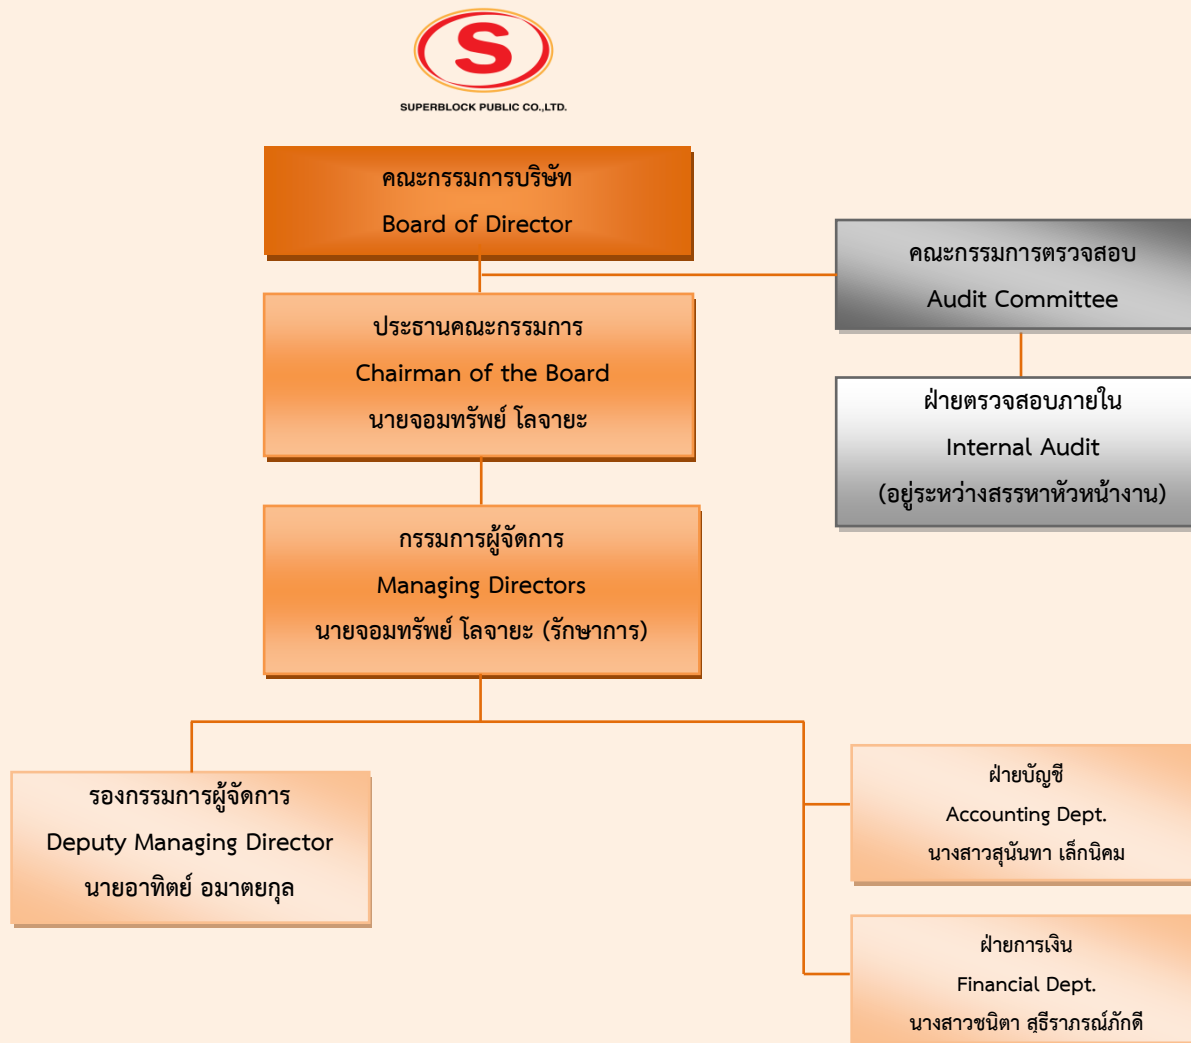 S
SUPERBLOCK PUBLIC CO.,LTD.
คณะกรรมการบริษัท
Board of Director
คณะกรรมการตรวจสอบ
Audit Committee
ประธานคณะกรรมการ
Chairman of the Board
นายจอมทรัพย์ โลจายะ
ฝ่ายตรวจสอบภายใน
Internal Audit
(อยู่ระหว่างสรรหาหัวหน้างาน)
กรรมการผู้จัดการ
Managing Directors
นายจอมทรัพย์ โลจายะ (รักษาการ)
รองกรรมการผู้จัดการ
Deputy Managing Director
นายอาทิตย์ อมาตยกุล
ฝ่ายบัญชี
Accounting Dept.
นางสาวสุนันทา เล็กนิคม
ฝ่ายการเงิน
Financial Dept.
นางสาวชนิตา สุธีราภรณ์ภักดี